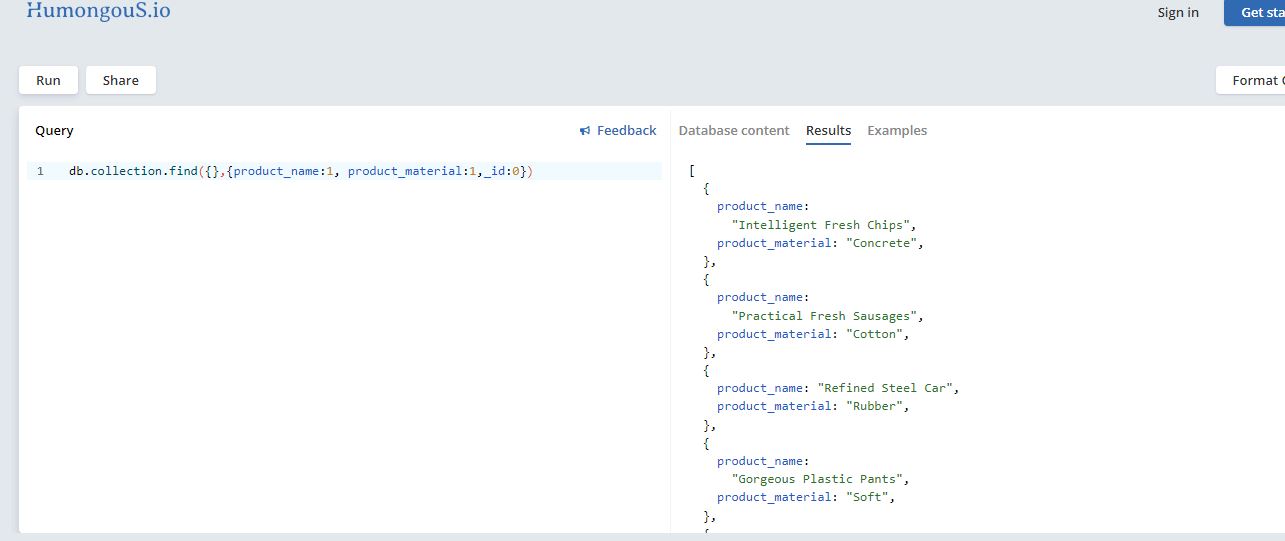 HumongouS.io
Sign in
Get sta
Run
Share
Format
Query
Feedback
Database content
Results
Examples
1 db.collection.find({},{product_name:1, product_material:1,_id:0})
[
{
product_name:
"Intelligent Fresh Chips",
product_material: "Concrete",
},
{
product_name:
"Practical Fresh Sausages",
product_material: "Cotton",
},
{
product_name: "Refined Steel Car",
product_material: "Rubber",
},
{
product_name:
"Gorgeous Plastic Pants",
product_material: "Soft",
},